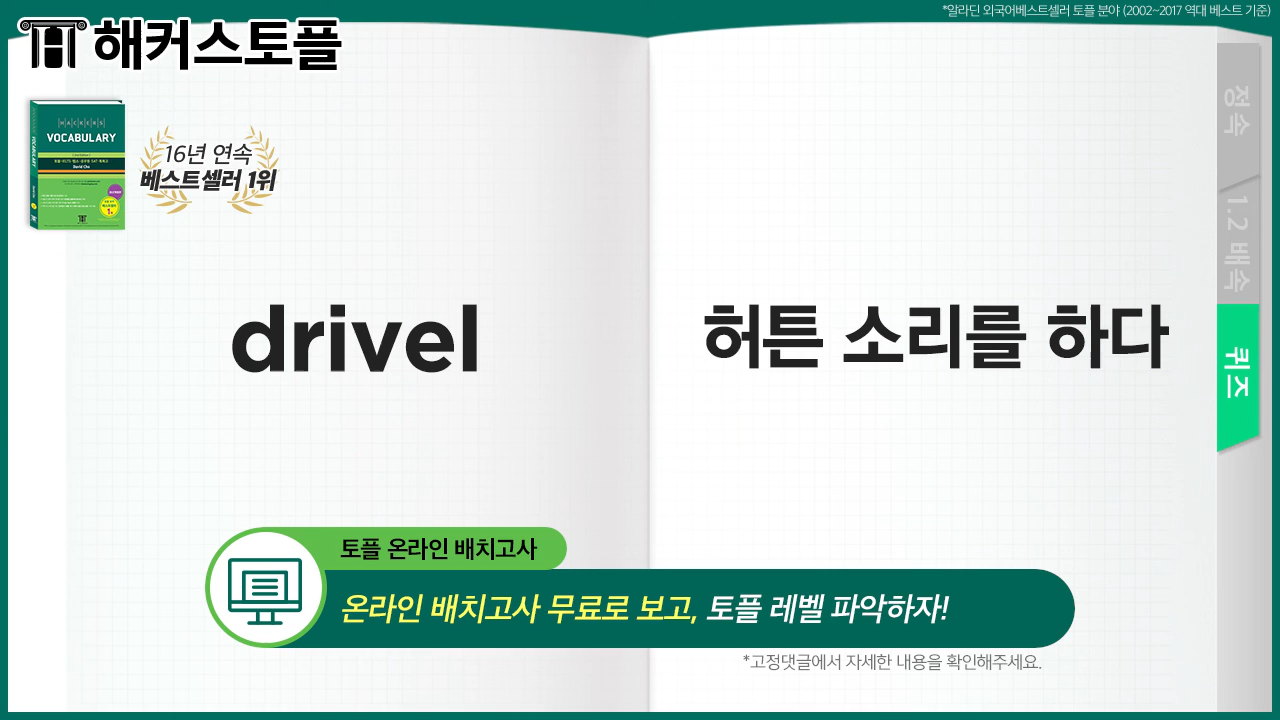 *알라딘 외국어베스트셀러 토플 분야 (2002~2017 역대 베스트 기준)
해커스토플
HACKERS
VOCABULARY
David Cho
VOCABULARY
16년 연속
베스트셀러 1위
정속
1.2 배속
퀴즈
drivel
허튼 소리를 하다
토플 온라인 배치고사
온라인 배치고사 무료로 보고, 토플 레벨 파악하자!
*고정댓글에서 자세한 내용을 확인해주세요.